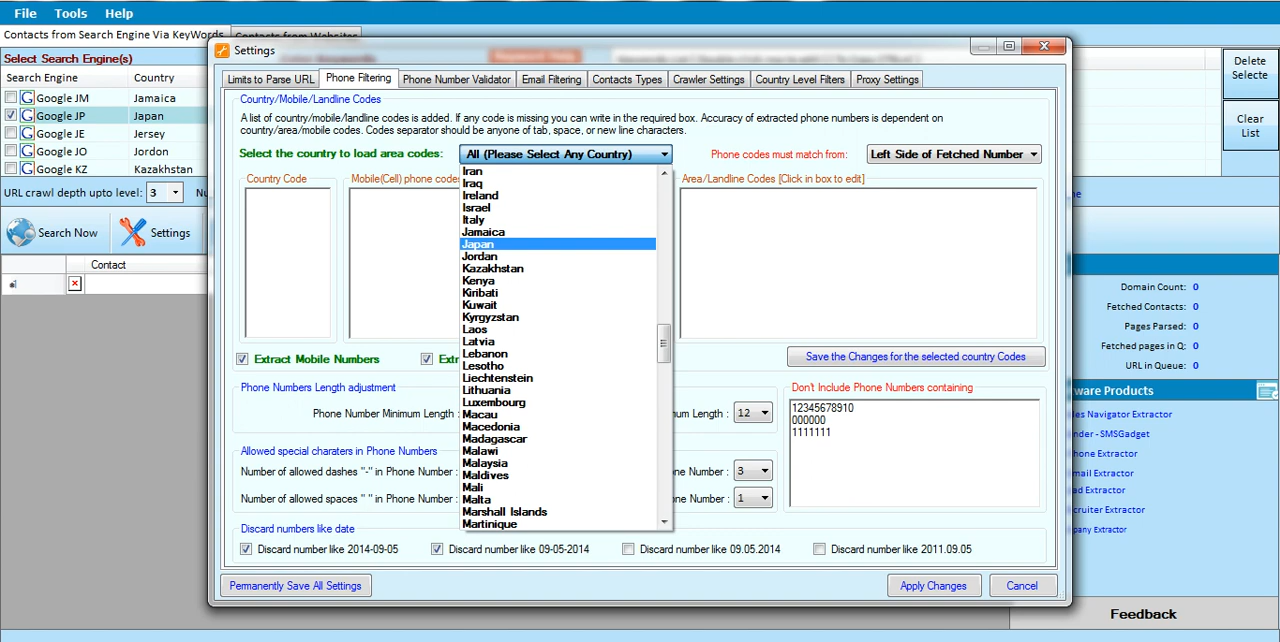 File Tools Help
Contacts from Search Engine Via KeyWords
Contacts from Websites
Select Search Engine(s)
Search Engine Country
Google JM Jamaica
Google JP Japan
Google JE Jersey
Google JO Jordon
Google KZ Kazakhstan
URL crawl depth upto level: 3
Search Now Settings
Contact
Delete
Selecte
Clear
List
Settings
Limits to Parse URL Phone Filtering Phone Number Validator Email Filtering Contacts Types Crawler Settings Country Level Filters Proxy Settings
Country/Mobile/Landline Codes
A list of country/mobile/landline codes is added. If any code is missing you can write in the required box. Accuracy of extracted phone numbers is dependent on
country/area/mobile codes. Codes separator should be anyone of tab, space, or new line characters.
Select the country to load area codes: All (Please Select Any Country) Phone codes must match from: Left Side of Fetched Number
Country Code Mobile(Cell) phone codes Area/Landline Codes [Click in box to edit]
Iran
Iraq
Ireland
Israel
Italy
Jamaica
Japan
Jordan
Kazakhstan
Kenya
Kiribati
Kuwait
Kyrgyzstan
Laos
Latvia
Lebanon
Lesotho
Liechtenstein
Lithuania
Luxembourg
Macau
Macedonia
Madagascar
Malawi
Malaysia
Maldives
Mali
Malta
Marshall Islands
Martinique
Extract Mobile Numbers Extr
Save the Changes for the selected country Codes
Phone Numbers Length adjustment
Phone Number Minimum Length : um Length : 12
Don't Include Phone Numbers containing
12345678910
000000
1111111
Allowed special charaters in Phone Numbers
Number of allowed dashes "-" in Phone Number : ne Number : 3
Number of allowed spaces " " in Phone Number : one Number : 1
Discard numbers like date
Discard number like 2014-09-05 Discard number like 09-05-2014 Discard number like 09.05.2014 Discard number like 2011.09.05
Permanently Save All Settings Apply Changes Cancel
Domain Count: 0
Fetched Contacts: 0
Pages Parsed: 0
Fetched pages in Q: 0
URL in Queue: 0
ware Products
les Navigator Extractor
nder - SMSGadget
hone Extractor
mail Extractor
ad Extractor
cruiter Extractor
pany Extractor
Feedback